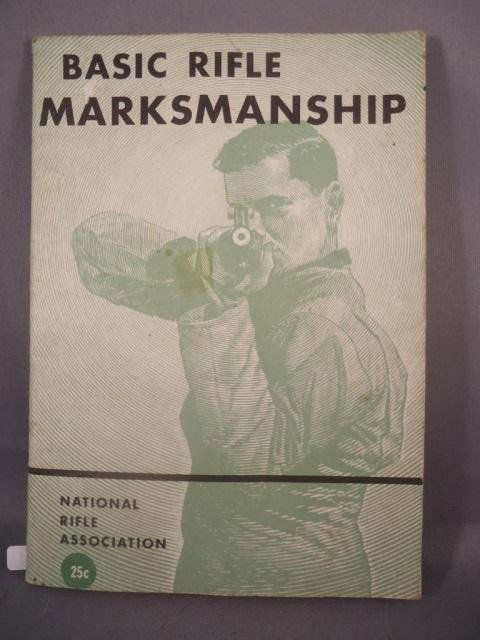 BASIC RIFLE
MARKSMANSHIP
NATIONAL
RIFLE
ASSOCIATION
25c